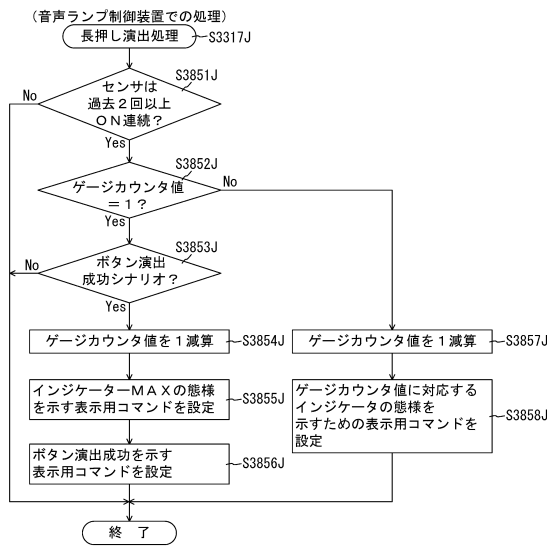 （音声ランプ制御装置での処理）
長押し演出処理
S3317J
センサは
過去２回以上
ＯＮ連続？
S3851J
No
Yes
ゲージカウンタ値
＝１？
S3852J
No
Yes
ボタン演出
成功シナリオ？
S3853J
No
Yes
ゲージカウンタ値を１減算
S3854J
ゲージカウンタ値を１減算
S3857J
インジケーターＭＡＸの態様
を示す表示用コマンドを設定
S3855J
ゲージカウンタ値に対応する
インジケータの態様を
示すための表示用コマンドを
設定
S3858J
ボタン演出成功を示す
表示用コマンドを設定
S3856J
終　了